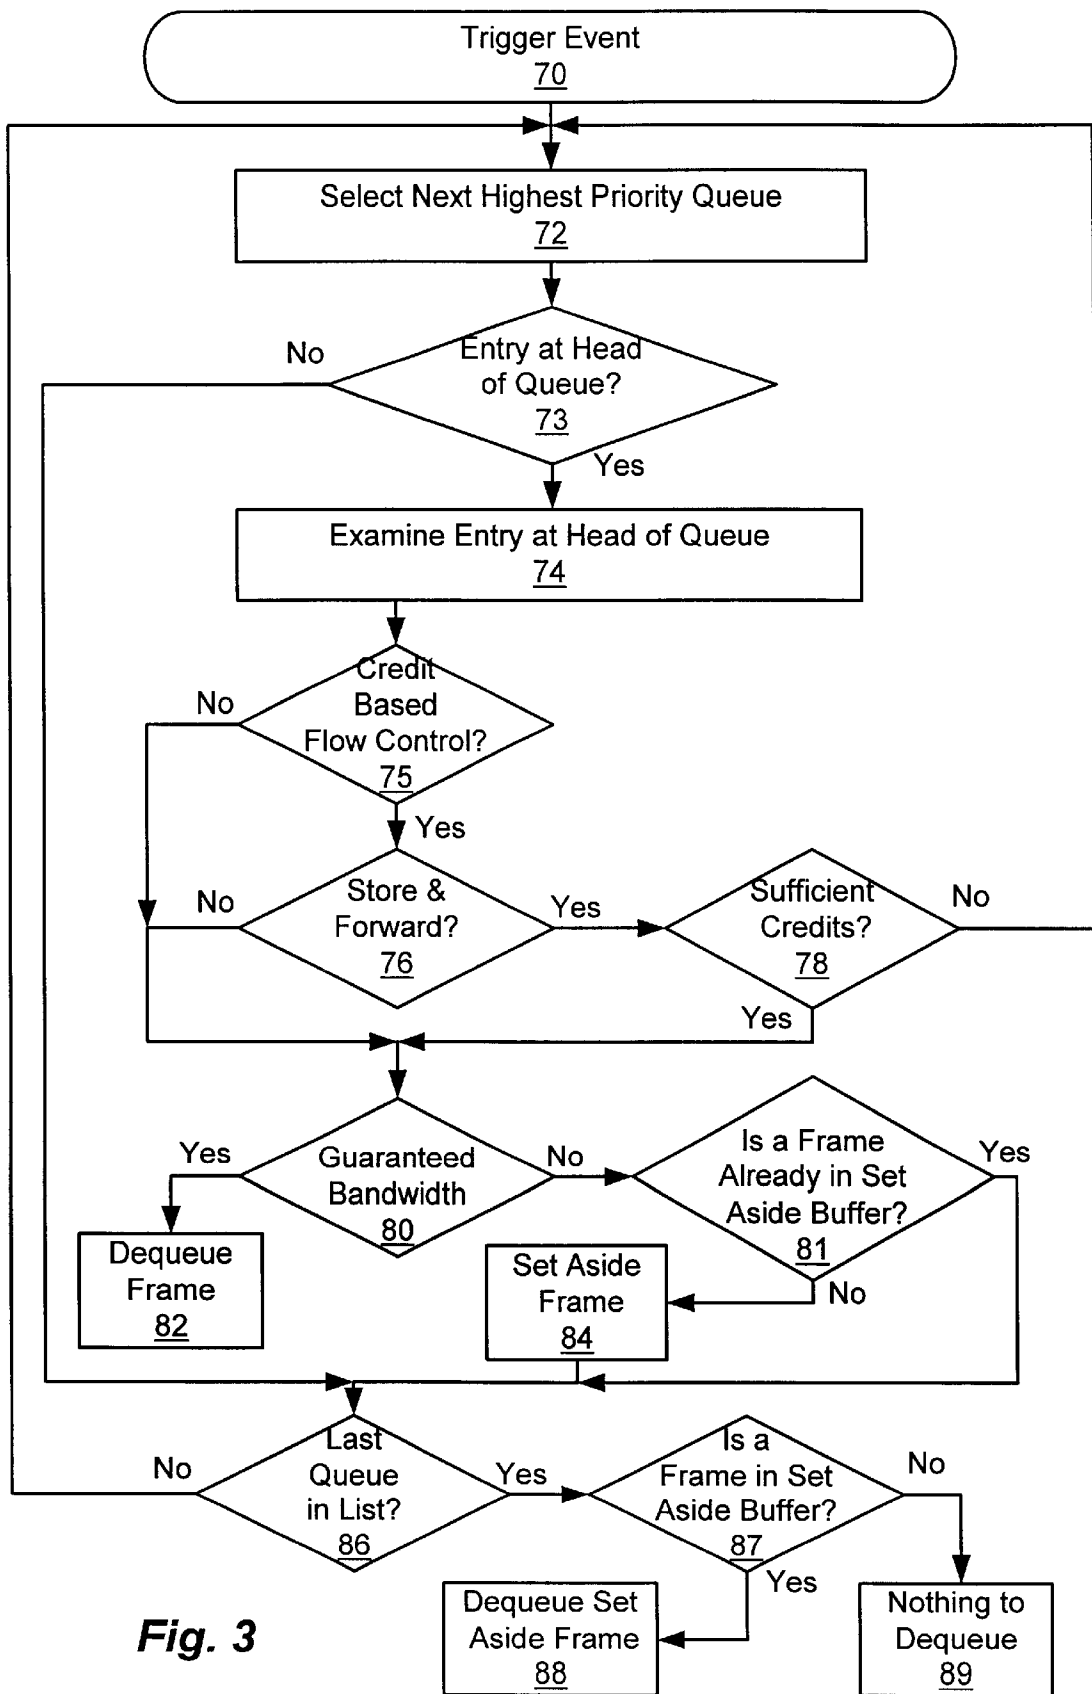 Trigger Event
70
Select Next Highest Priority Queue
72
No
Entry at Head
of Queue?
73
Yes
Examine Entry at Head of Queue
74
No
Credit
Based
Flow Control?
75
Yes
No
Store &
Forward?
76
Yes
Sufficient
Credits?
78
No
Yes
Yes
Guaranteed
Bandwidth
80
No
Is a Frame
Already in Set
Aside Buffer?
81
Yes
No
Dequeue
Frame
82
Set Aside
Frame
84
No
Last
Queue
in List?
86
Yes
Is a
Frame in Set
Aside Buffer?
87
No
Yes
Dequeue Set
Aside Frame
88
Nothing to
Dequeue
89
Fig. 3